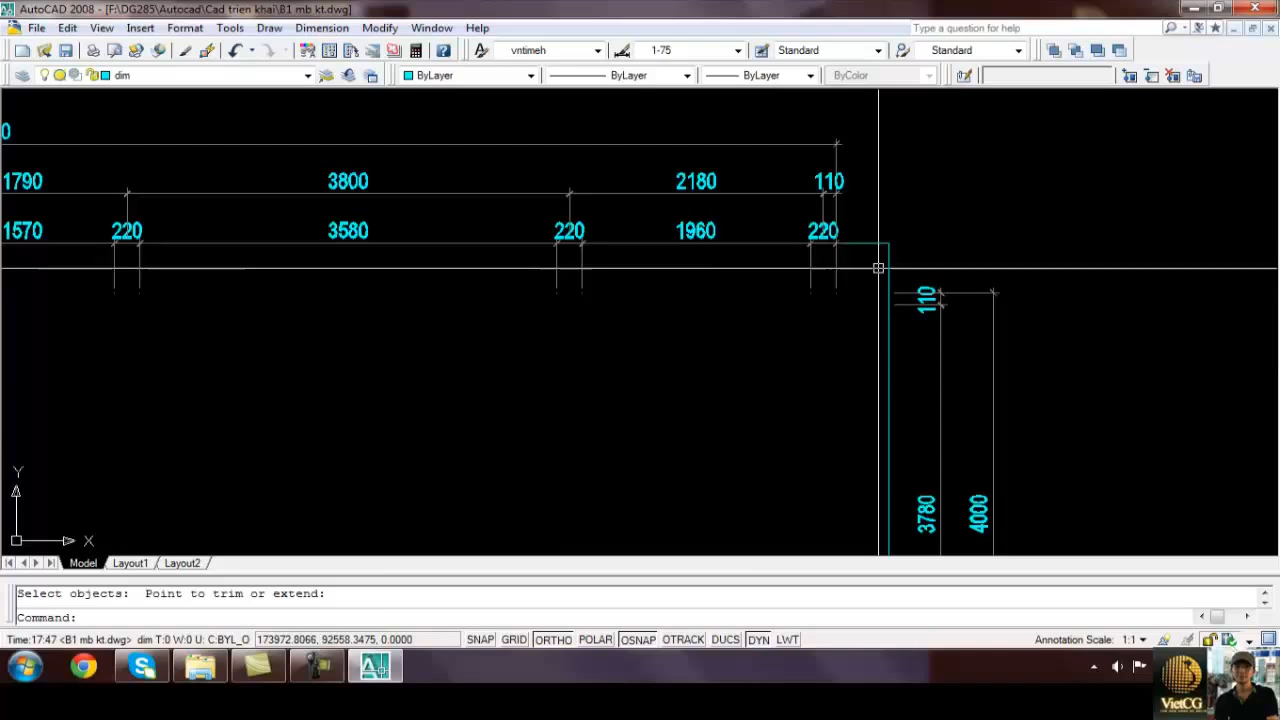 AutoCAD 2008 - [F:\DG285\Autocad\Cad trien khai\B1 mb kt.dwg]
File Edit View Insert Format Tools Draw Dimension Modify Window Help Type a question for help
vntimeh 1-75 Standard Standard
dim ByLayer ByLayer ByLayer ByColor
0
1790 3800 2180 110
1570 220 3580 220 1960 220
110
3780 4000
Y
X
Model Layout1 Layout2
Select objects: Point to trim or extend:
Command:
Time:17:47 <B1 mb kt.dwg> dim T:0 W:0 U: C:BYL_O 173972.8066, 92558.3475, 0.0000 SNAP GRID ORTHO POLAR OSNAP OTRACK DUCS DYN LWT Annotation Scale: 1:1
VietCG